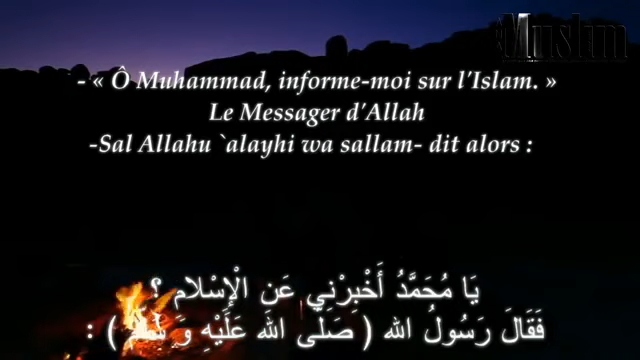 Muslim
- « Ô Muhammad, informe-moi sur l'Islam. »
Le Messager d'Allah
-Sal Allahu `alayhi wa sallam- dit alors :
يَا مُحَمَّدُ أَخْبِرْنِي عَنِ الْإِسْلَامِ ؟
فَقَالَ رَسُولُ الله ( صَلَّى اللهَ عَلَيْهِ وَ سَلَّمَ ) :